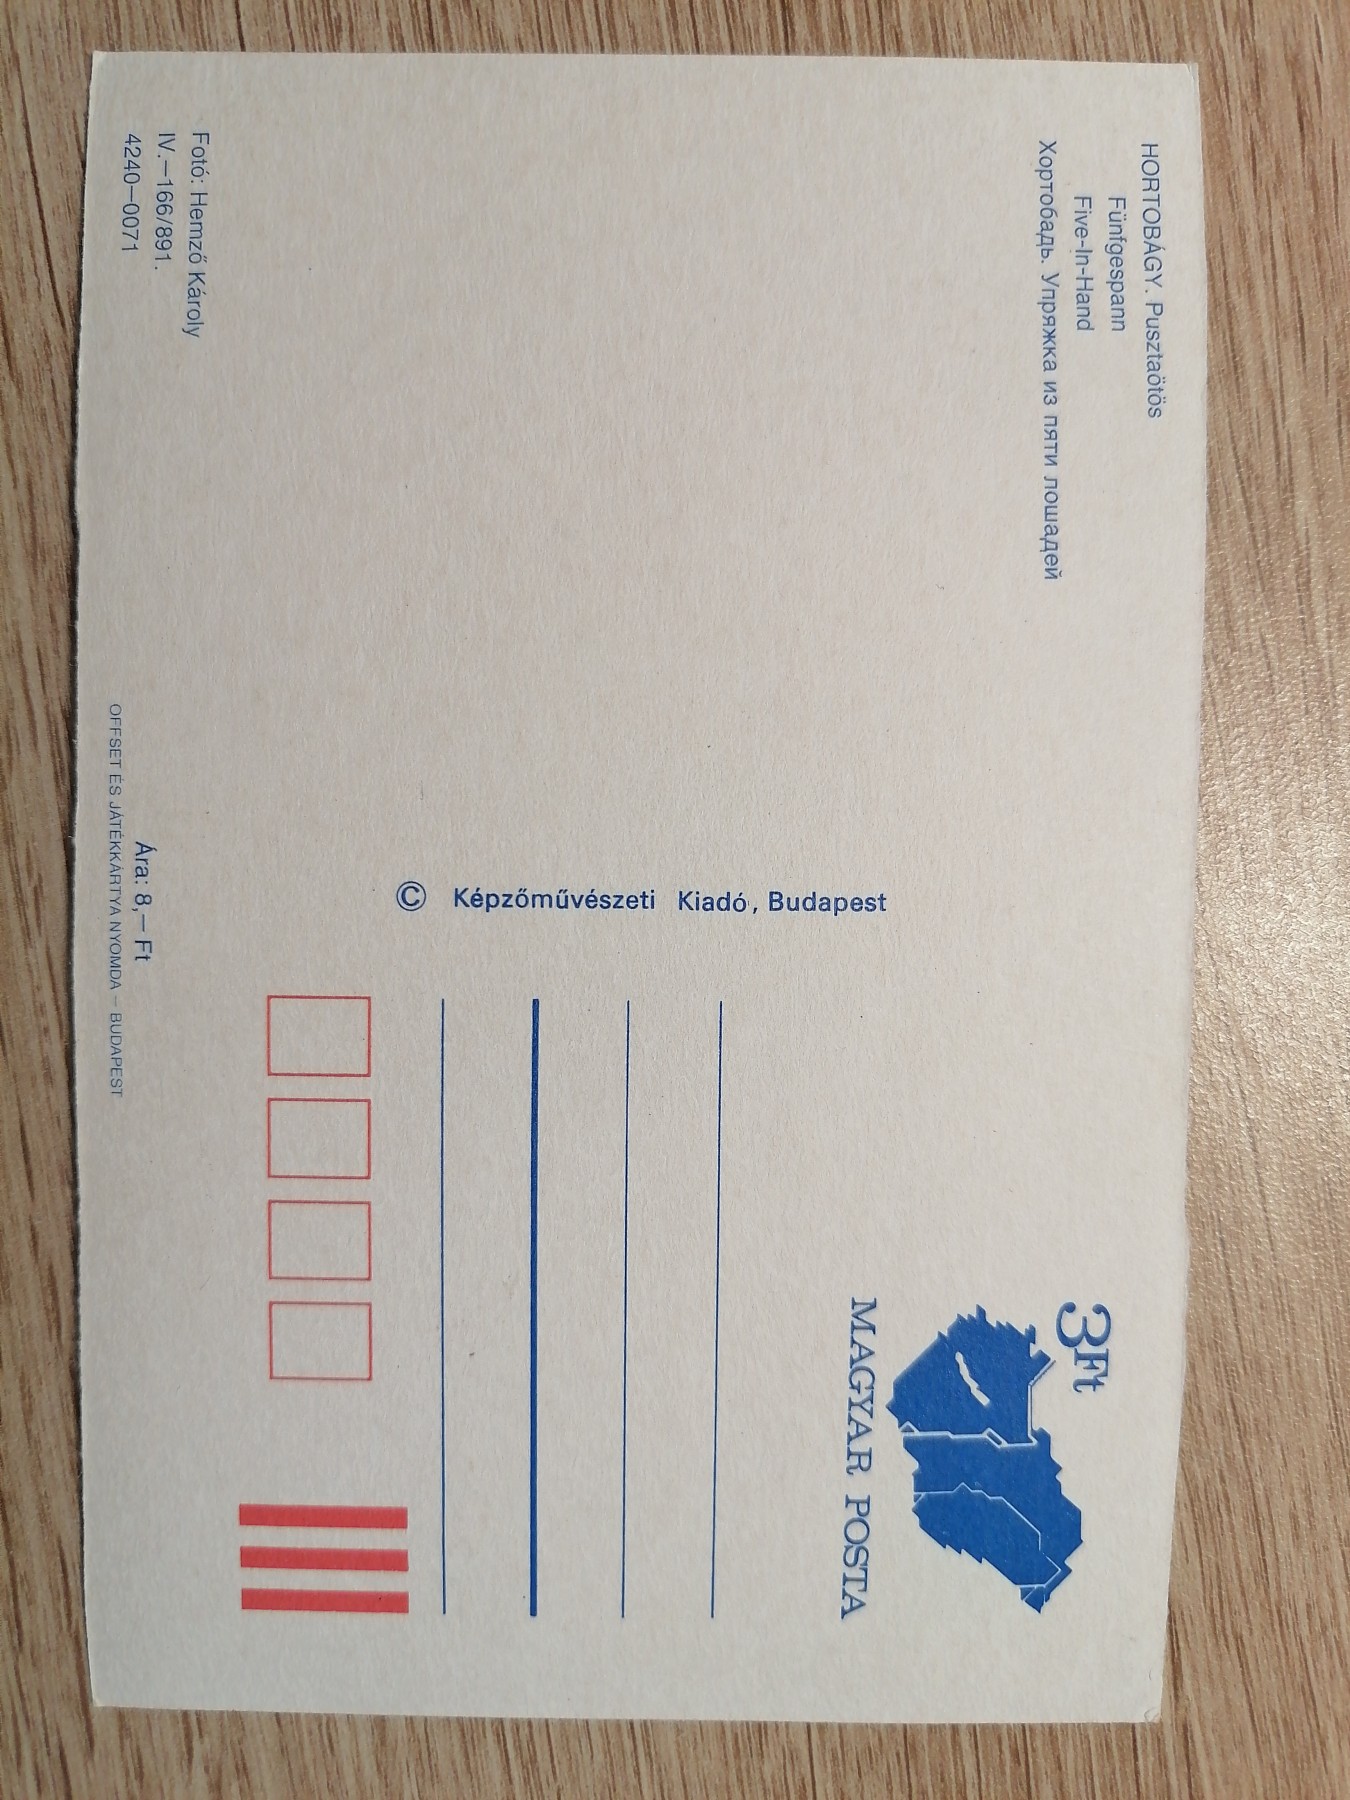 HORTOBÁGY. Pusztaötös
Fünfgespann
Five-In-Hand
Хортобадь. Упряжка из пяти лошадей
3Ft
MAGYAR POSTA
© Képzőművészeti Kiadó, Budapest
Fotó: Hemző Károly
IV.—166/891.
4240—0071
Ára: 8,— Ft
OFFSET ÉS JÁTÉKKÁRTYA NYOMDA — BUDAPEST